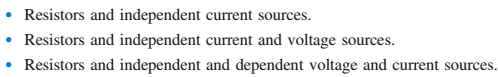 • Resistors and independent current sources.
• Resistors and independent current and voltage sources.
• Resistors and independent and dependent voltage and current sources.